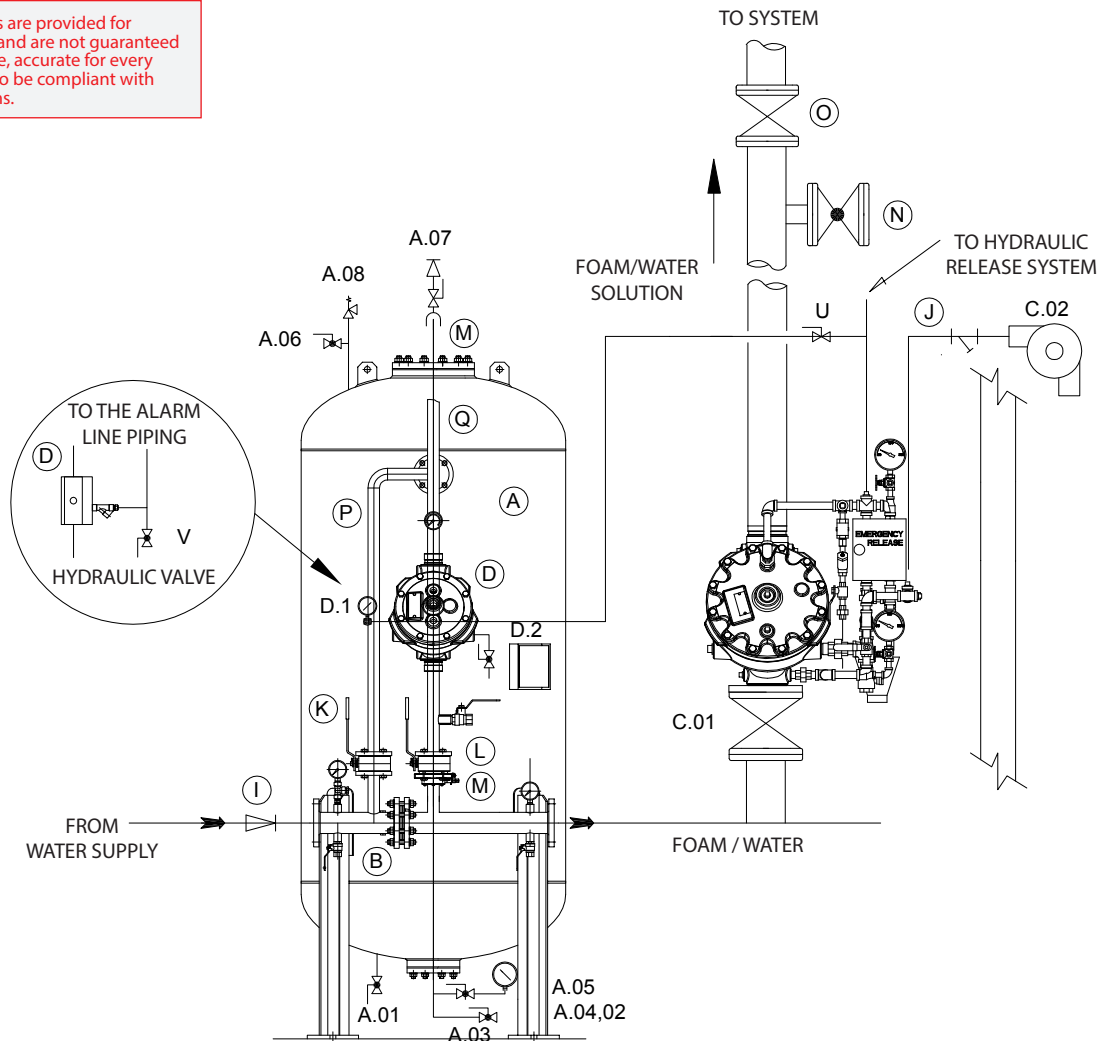 s are provided for
and are not guaranteed
e, accurate for every
o be compliant with
ns.
TO SYSTEM
O
N
A.07
TO HYDRAULIC
RELEASE SYSTEM
FOAM/WATER
SOLUTION
A.08
U
J
C.02
A.06
M
TO THE ALARM
LINE PIPING
Q
D
A
P
V
HYDRAULIC VALVE
EMERGENCY
RELEASE
D
D.1
D.2
K
C.01
L
M
I
FROM
WATER SUPPLY
B
FOAM / WATER
A.05
A.04,02
A.01
A.03